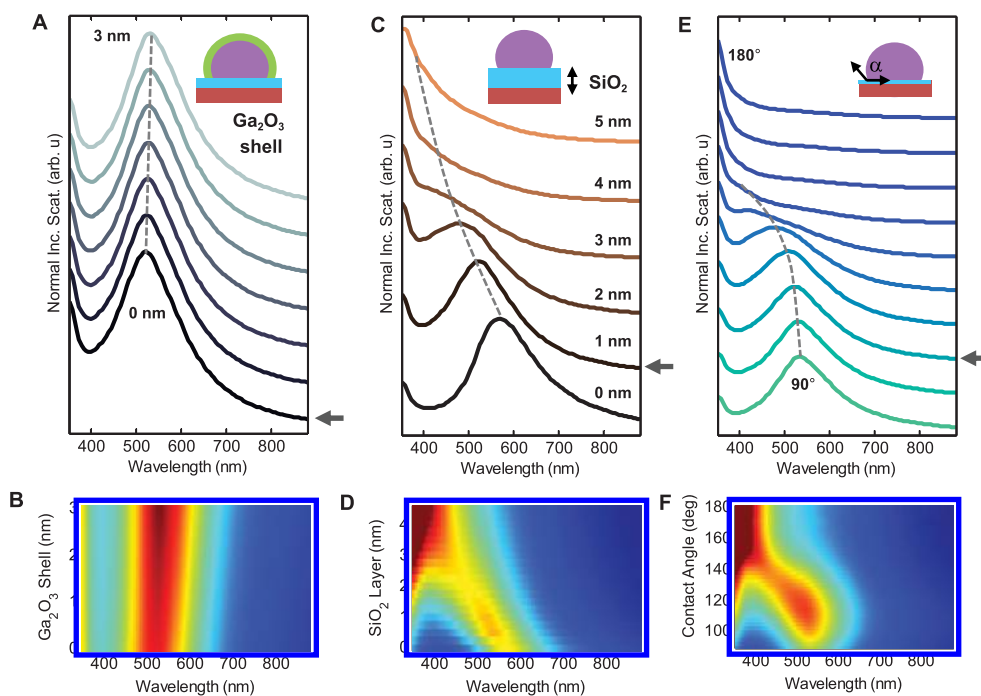 A
3 nm
Ga2O3
shell
0 nm
Normal Inc. Scat. (arb. u)
400 500 600 700 800
Wavelength (nm)
C
SiO2
5 nm
4 nm
3 nm
2 nm
1 nm
0 nm
Normal Inc. Scat. (arb. u)
400 500 600 700 800
Wavelength (nm)
E
180°
α
90°
Normal Inc. Scat. (arb. u)
400 500 600 700 800
Wavelength (nm)
B
Ga2O3 Shell (nm)
3
2
1
0
400 500 600 700 800
Wavelength (nm)
D
SiO2 Layer (nm)
4
3
2
1
0
400 500 600 700 800
Wavelength (nm)
F
Contact Angle (deg)
180
160
140
120
100
400 500 600 700 800
Wavelength (nm)